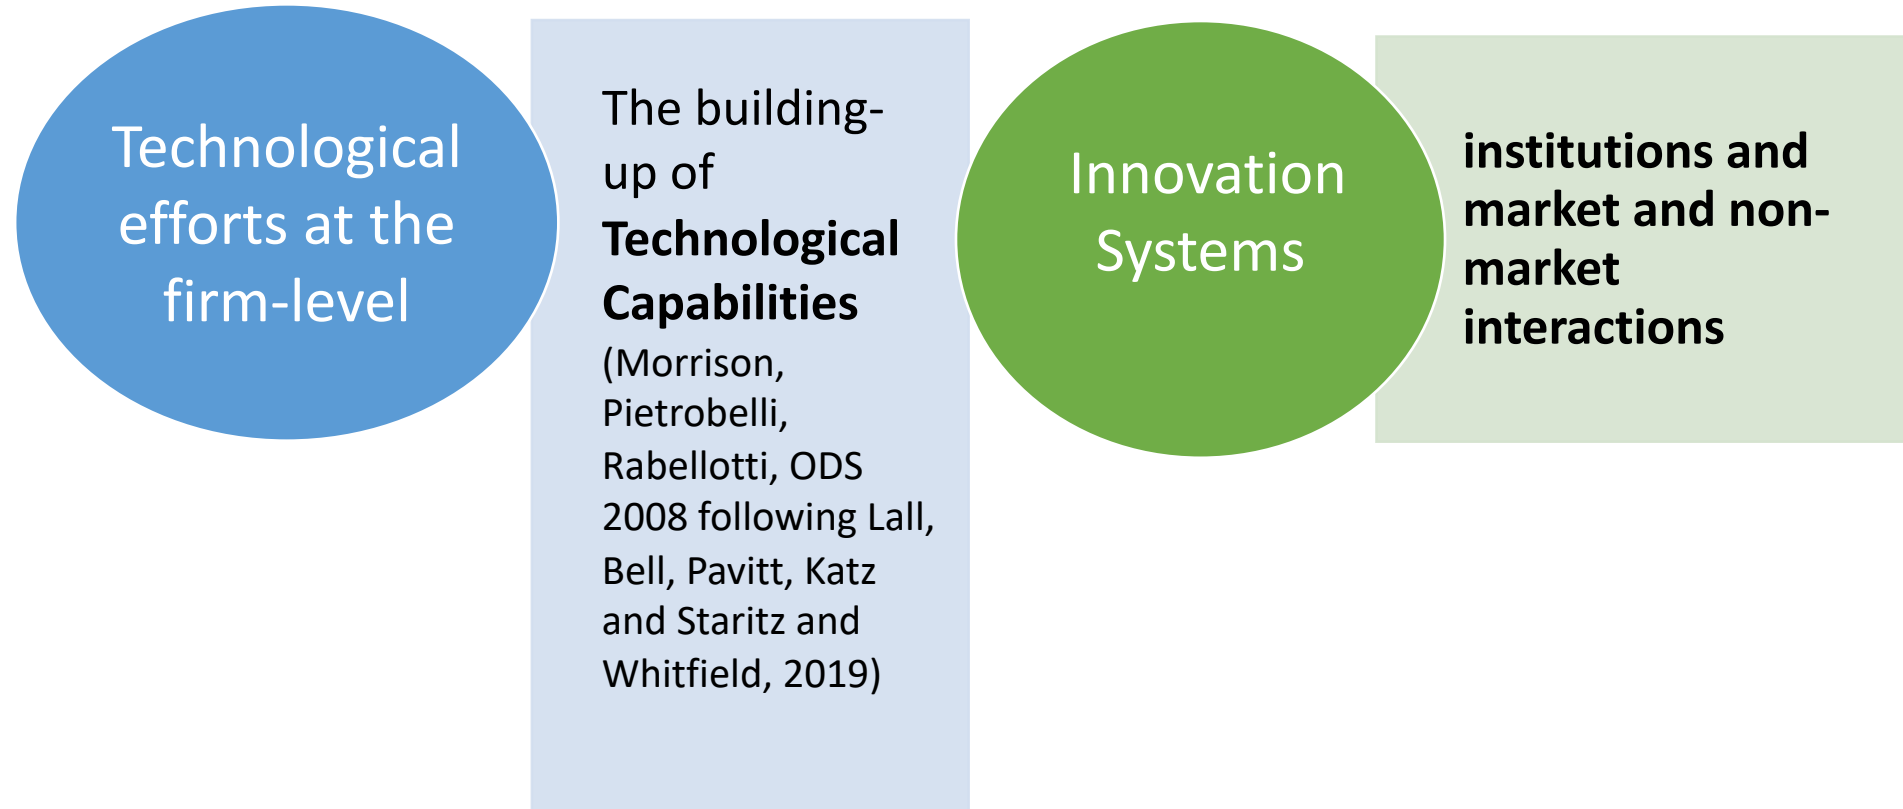 Technological
efforts at the
firm-level
The building-
up of
Technological
Capabilities
(Morrison,
Pietrobelli,
Rabellotti, ODS
2008 following Lall,
Bell, Pavitt, Katz
and Staritz and
Whitfield, 2019)
Innovation
Systems
institutions and
market and non-
market
interactions